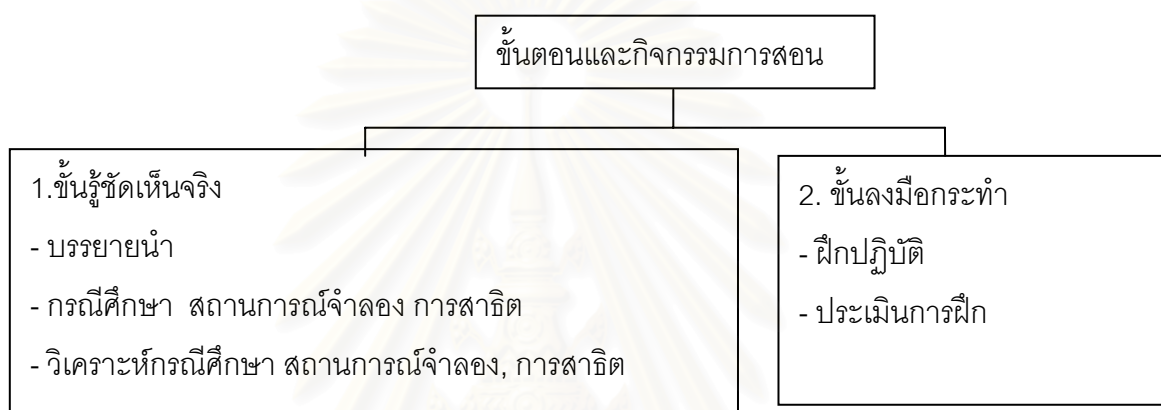 ขั้นตอนและกิจกรรมการสอน
1.ขั้นรู้ชัดเห็นจริง
- บรรยายนำ
- กรณีศึกษา สถานการณ์จำลอง การสาธิต
- วิเคราะห์กรณีศึกษา สถานการณ์จำลอง, การสาธิต
2. ขั้นลงมือกระทำ
- ฝึกปฏิบัติ
- ประเมินการฝึก